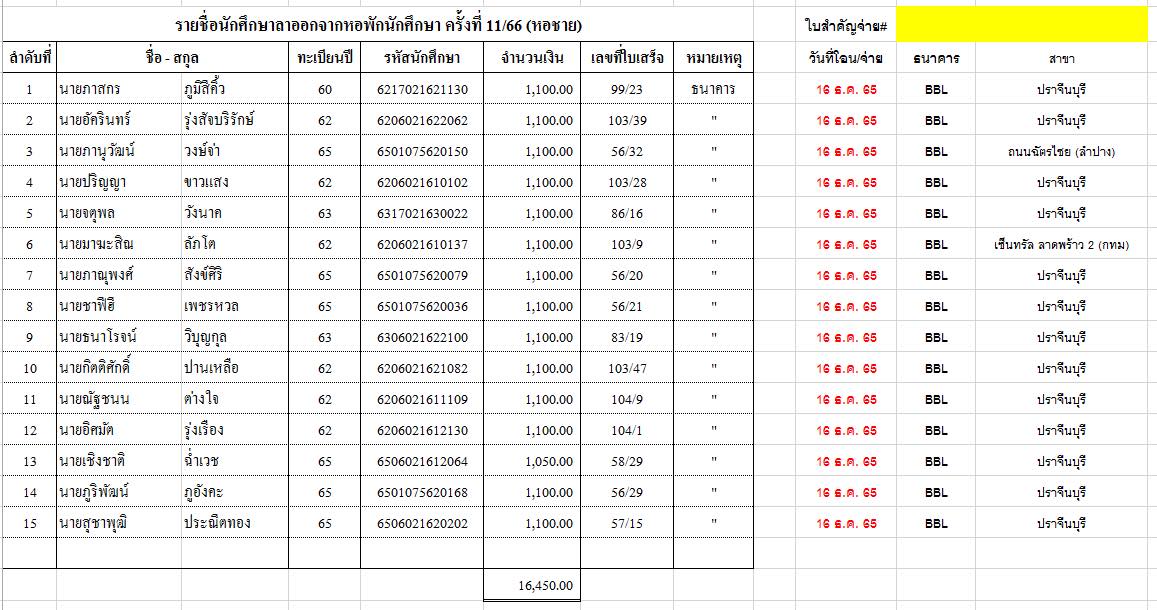 รายชื่อนักศึกษาลาออกจากหอพักนักศึกษา ครั้งที่ 11/66 (หอชาย) ใบสำคัญจ่าย#
ลำดับที่ ชื่อ - สกุล ทะเบียนปี รหัสนักศึกษา จำนวนเงิน เลขที่ใบเสร็จ หมายเหตุ วันที่โอน/จ่าย ธนาคาร สาขา
1 นายภาสกร ภูมิสีคิ้ว 60 6217021621130 1,100.00 99/23 ธนาคาร 16 ธ.ค. 65 BBL ปราจีนบุรี
2 นายอัครินทร์ รุ่งสัจบริรักษ์ 62 6206021622062 1,100.00 103/39 " 16 ธ.ค. 65 BBL ปราจีนบุรี
3 นายภานุวัฒน์ วงษ์จ่า 65 6501075620150 1,100.00 56/32 " 16 ธ.ค. 65 BBL ถนนฉัตรไชย (ลำปาง)
4 นายปริญญา ขาวแสง 62 6206021610102 1,100.00 103/28 " 16 ธ.ค. 65 BBL ปราจีนบุรี
5 นายจตุพล วังนาค 63 6317021630022 1,100.00 86/16 " 16 ธ.ค. 65 BBL ปราจีนบุรี
6 นายมาฆะสิณ ลัภโต 62 6206021610137 1,100.00 103/9 " 16 ธ.ค. 65 BBL เซ็นทรัล ลาดพร้าว 2 (กทม)
7 นายภาณุพงศ์ สังข์ศิริ 65 6501075620079 1,100.00 56/20 " 16 ธ.ค. 65 BBL ปราจีนบุรี
8 นายชาฟีฮี เพชรหวล 65 6501075620036 1,100.00 56/21 " 16 ธ.ค. 65 BBL ปราจีนบุรี
9 นายธนาโรจน์ วิบุญกุล 63 6306021622100 1,100.00 83/19 " 16 ธ.ค. 65 BBL ปราจีนบุรี
10 นายกิตติศักดิ์ ปานเหลือ 62 6206021621082 1,100.00 103/47 " 16 ธ.ค. 65 BBL ปราจีนบุรี
11 นายณัฐชนน ต่างใจ 62 6206021611109 1,100.00 104/9 " 16 ธ.ค. 65 BBL ปราจีนบุรี
12 นายอิศมัต รุ่งเรือง 62 6206021612130 1,100.00 104/1 " 16 ธ.ค. 65 BBL ปราจีนบุรี
13 นายเชิงชาติ ฉ่ำเวช 65 6506021612064 1,050.00 58/29 " 16 ธ.ค. 65 BBL ปราจีนบุรี
14 นายภูริพัฒน์ ภูอังคะ 65 6501075620168 1,100.00 56/29 " 16 ธ.ค. 65 BBL ปราจีนบุรี
15 นายสุชาพุฒิ ประณีตทอง 65 6506021620202 1,100.00 57/15 " 16 ธ.ค. 65 BBL ปราจีนบุรี
16,450.00